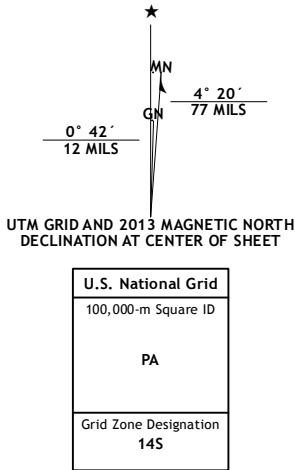 ★
MN
4° 20´
77 MILS
GN
0° 42´
12 MILS
UTM GRID AND 2013 MAGNETIC NORTH
DECLINATION AT CENTER OF SHEET
U.S. National Grid
100,000-m Square ID
PA
Grid Zone Designation
14S